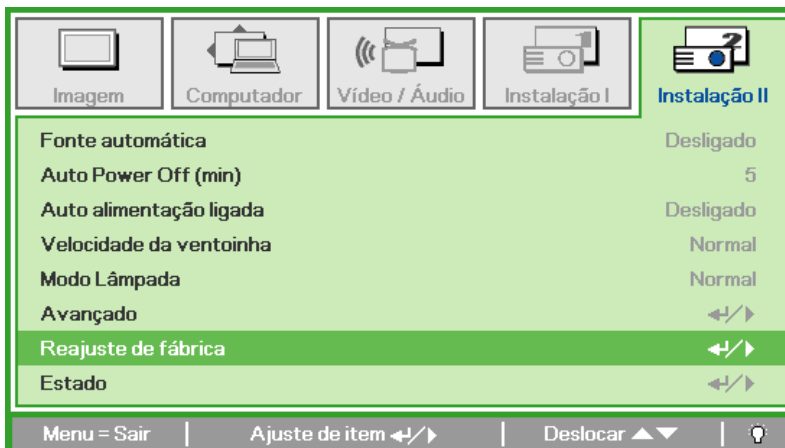 Imagem Computador Vídeo / Áudio Instalação I Instalação II
Fonte automática Desligado
Auto Power Off (min) 5
Auto alimentação ligada Desligado
Velocidade da ventoinha Normal
Modo Lâmpada Normal
Avançado
Reajuste de fábrica
Estado
Menu = Sair Ajuste de item Deslocar